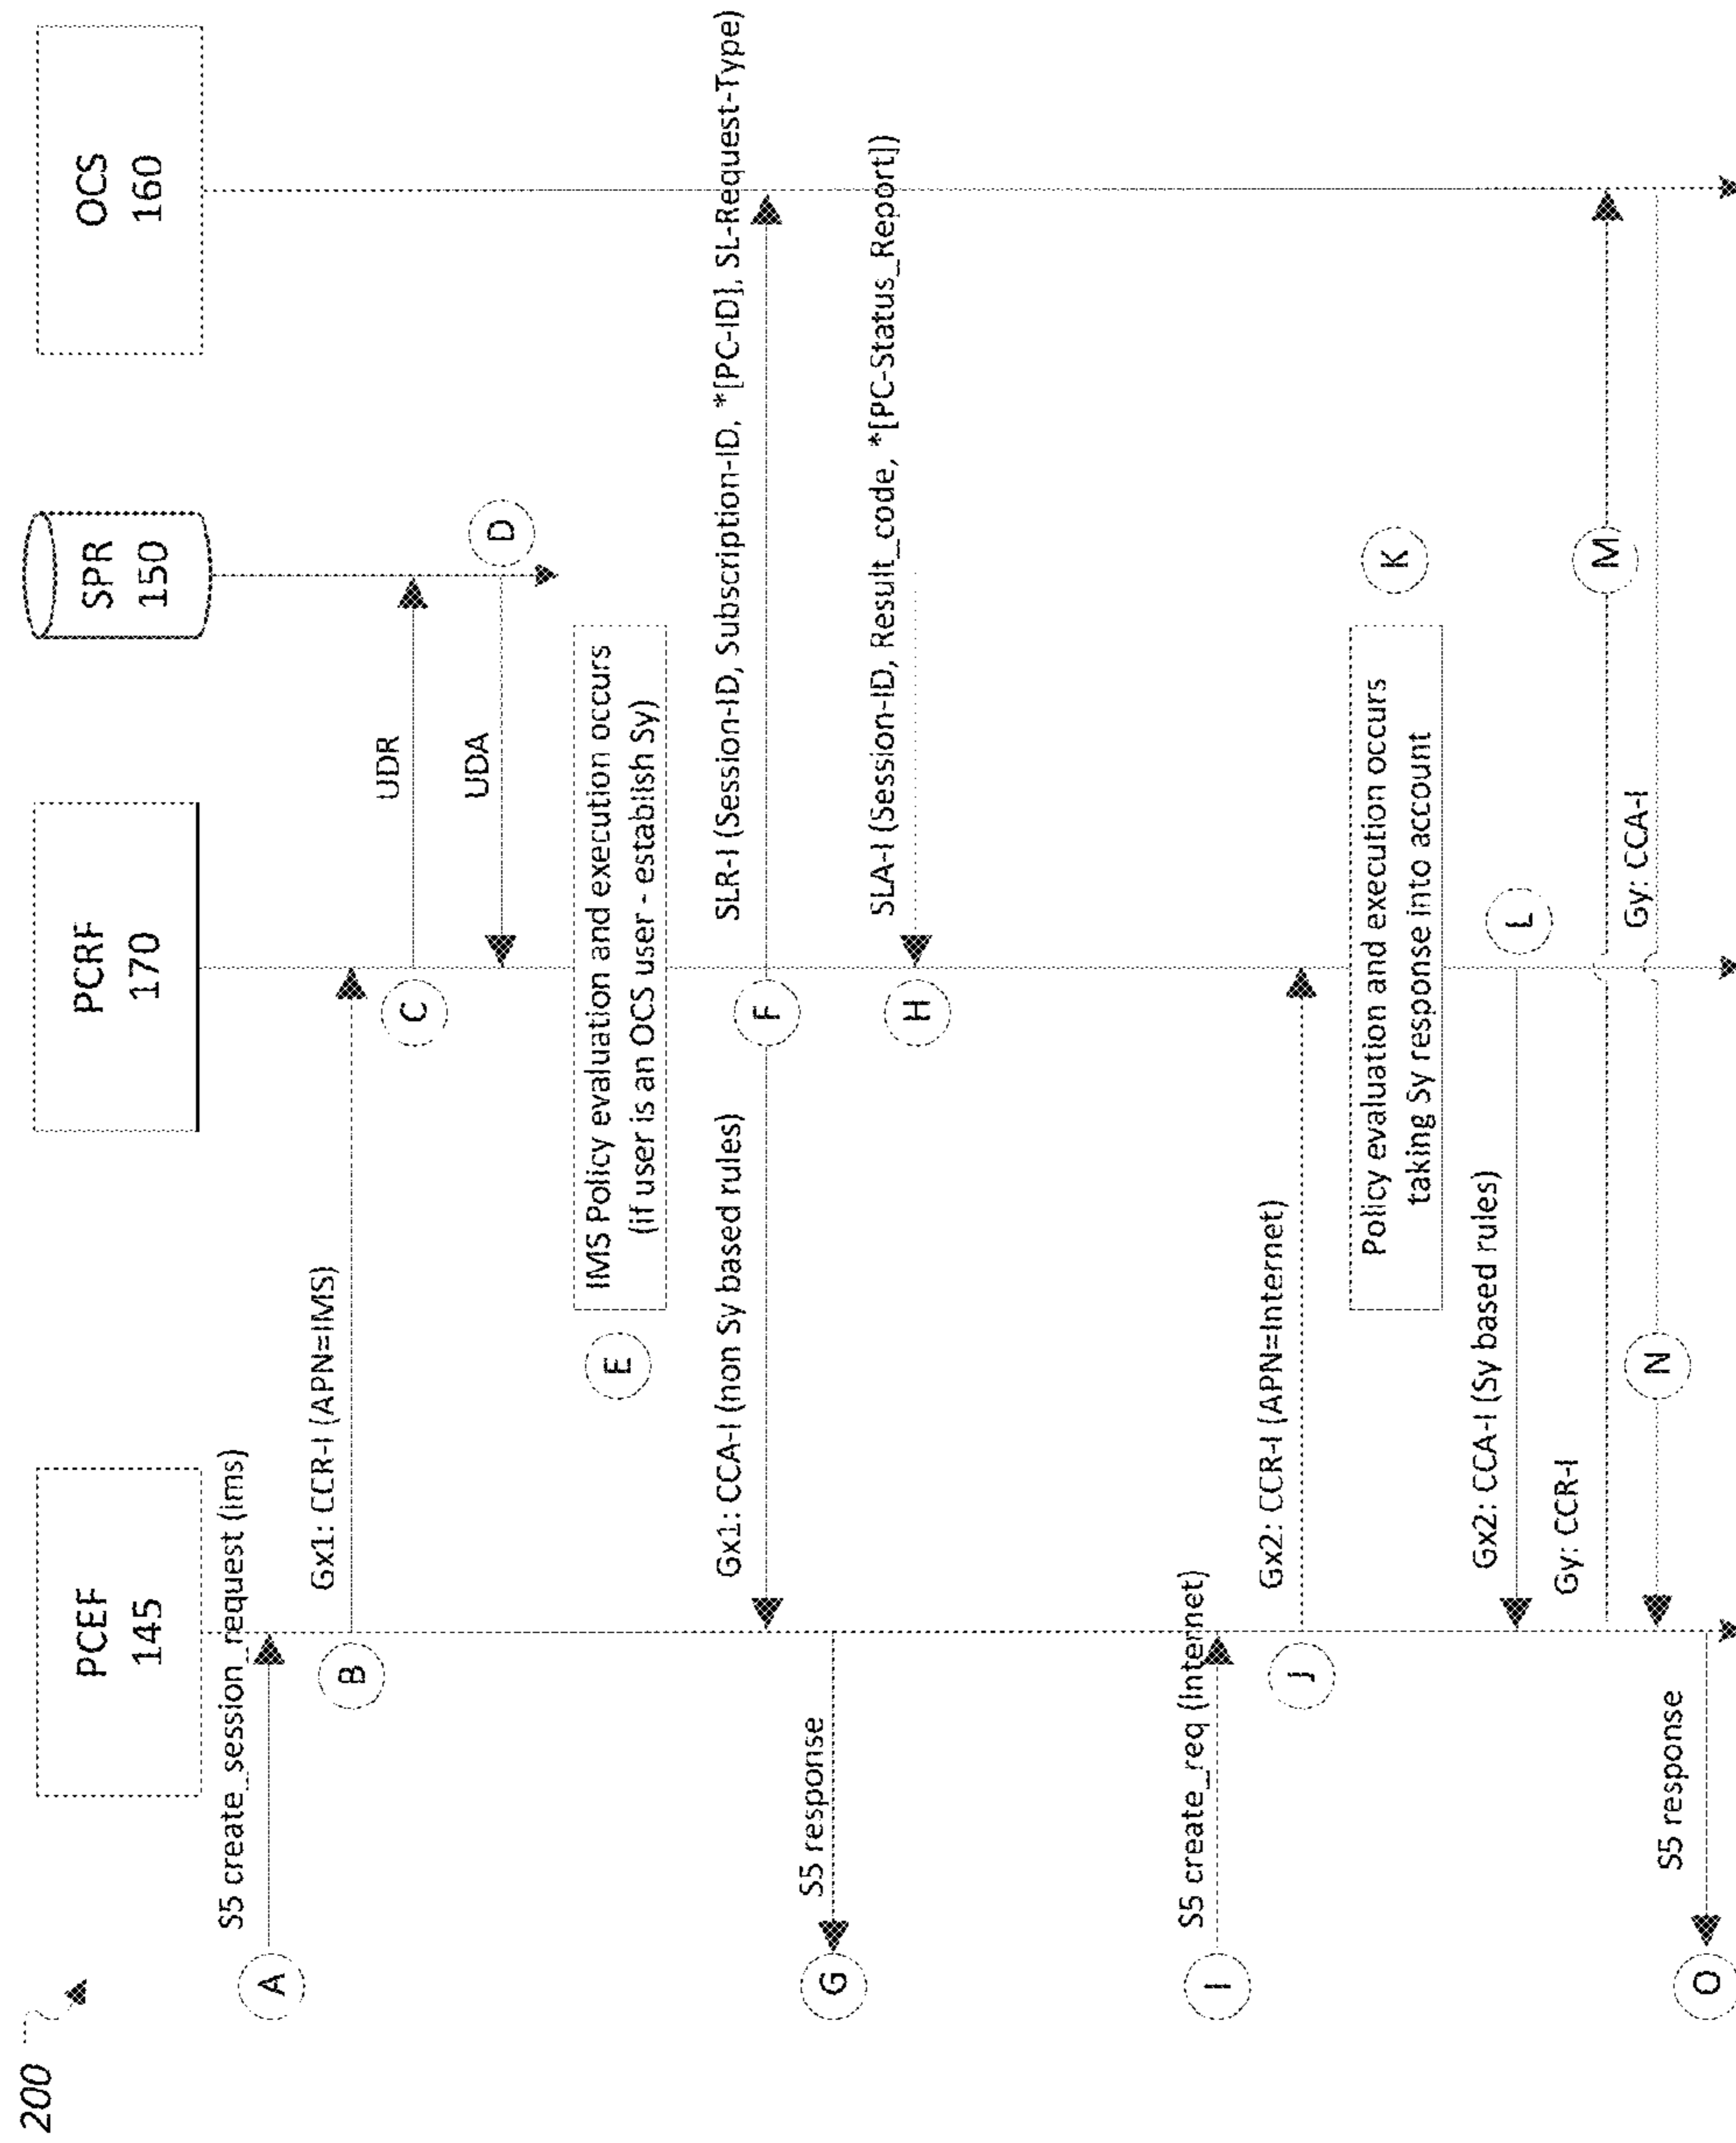 200
PCEF
145
PCRF
170
SPR
150
OCS
160
S5 create_session_request (ims)
A
Gx1: CCR-I (APN=IMS)
B
UDR
C
UDA
D
IMS Policy evaluation and execution occurs
(if user is an OCS user - establish Sy)
E
Gx1: CCA-I (non Sy based rules)
F
SLR-I (Session-ID, Subscription-ID, *[PC-ID], SL-Request-Type)
S5 response
G
SLA-I (Session-ID, Result_code, *[PC-Status_Report])
H
S5 create_req (Internet)
I
Gx2: CCR-I (APN=Internet)
J
Policy evaluation and execution occurs
taking Sy response into account
K
Gx2: CCA-I (Sy based rules)
L
Gy: CCR-I
M
Gy: CCA-I
N
S5 response
O